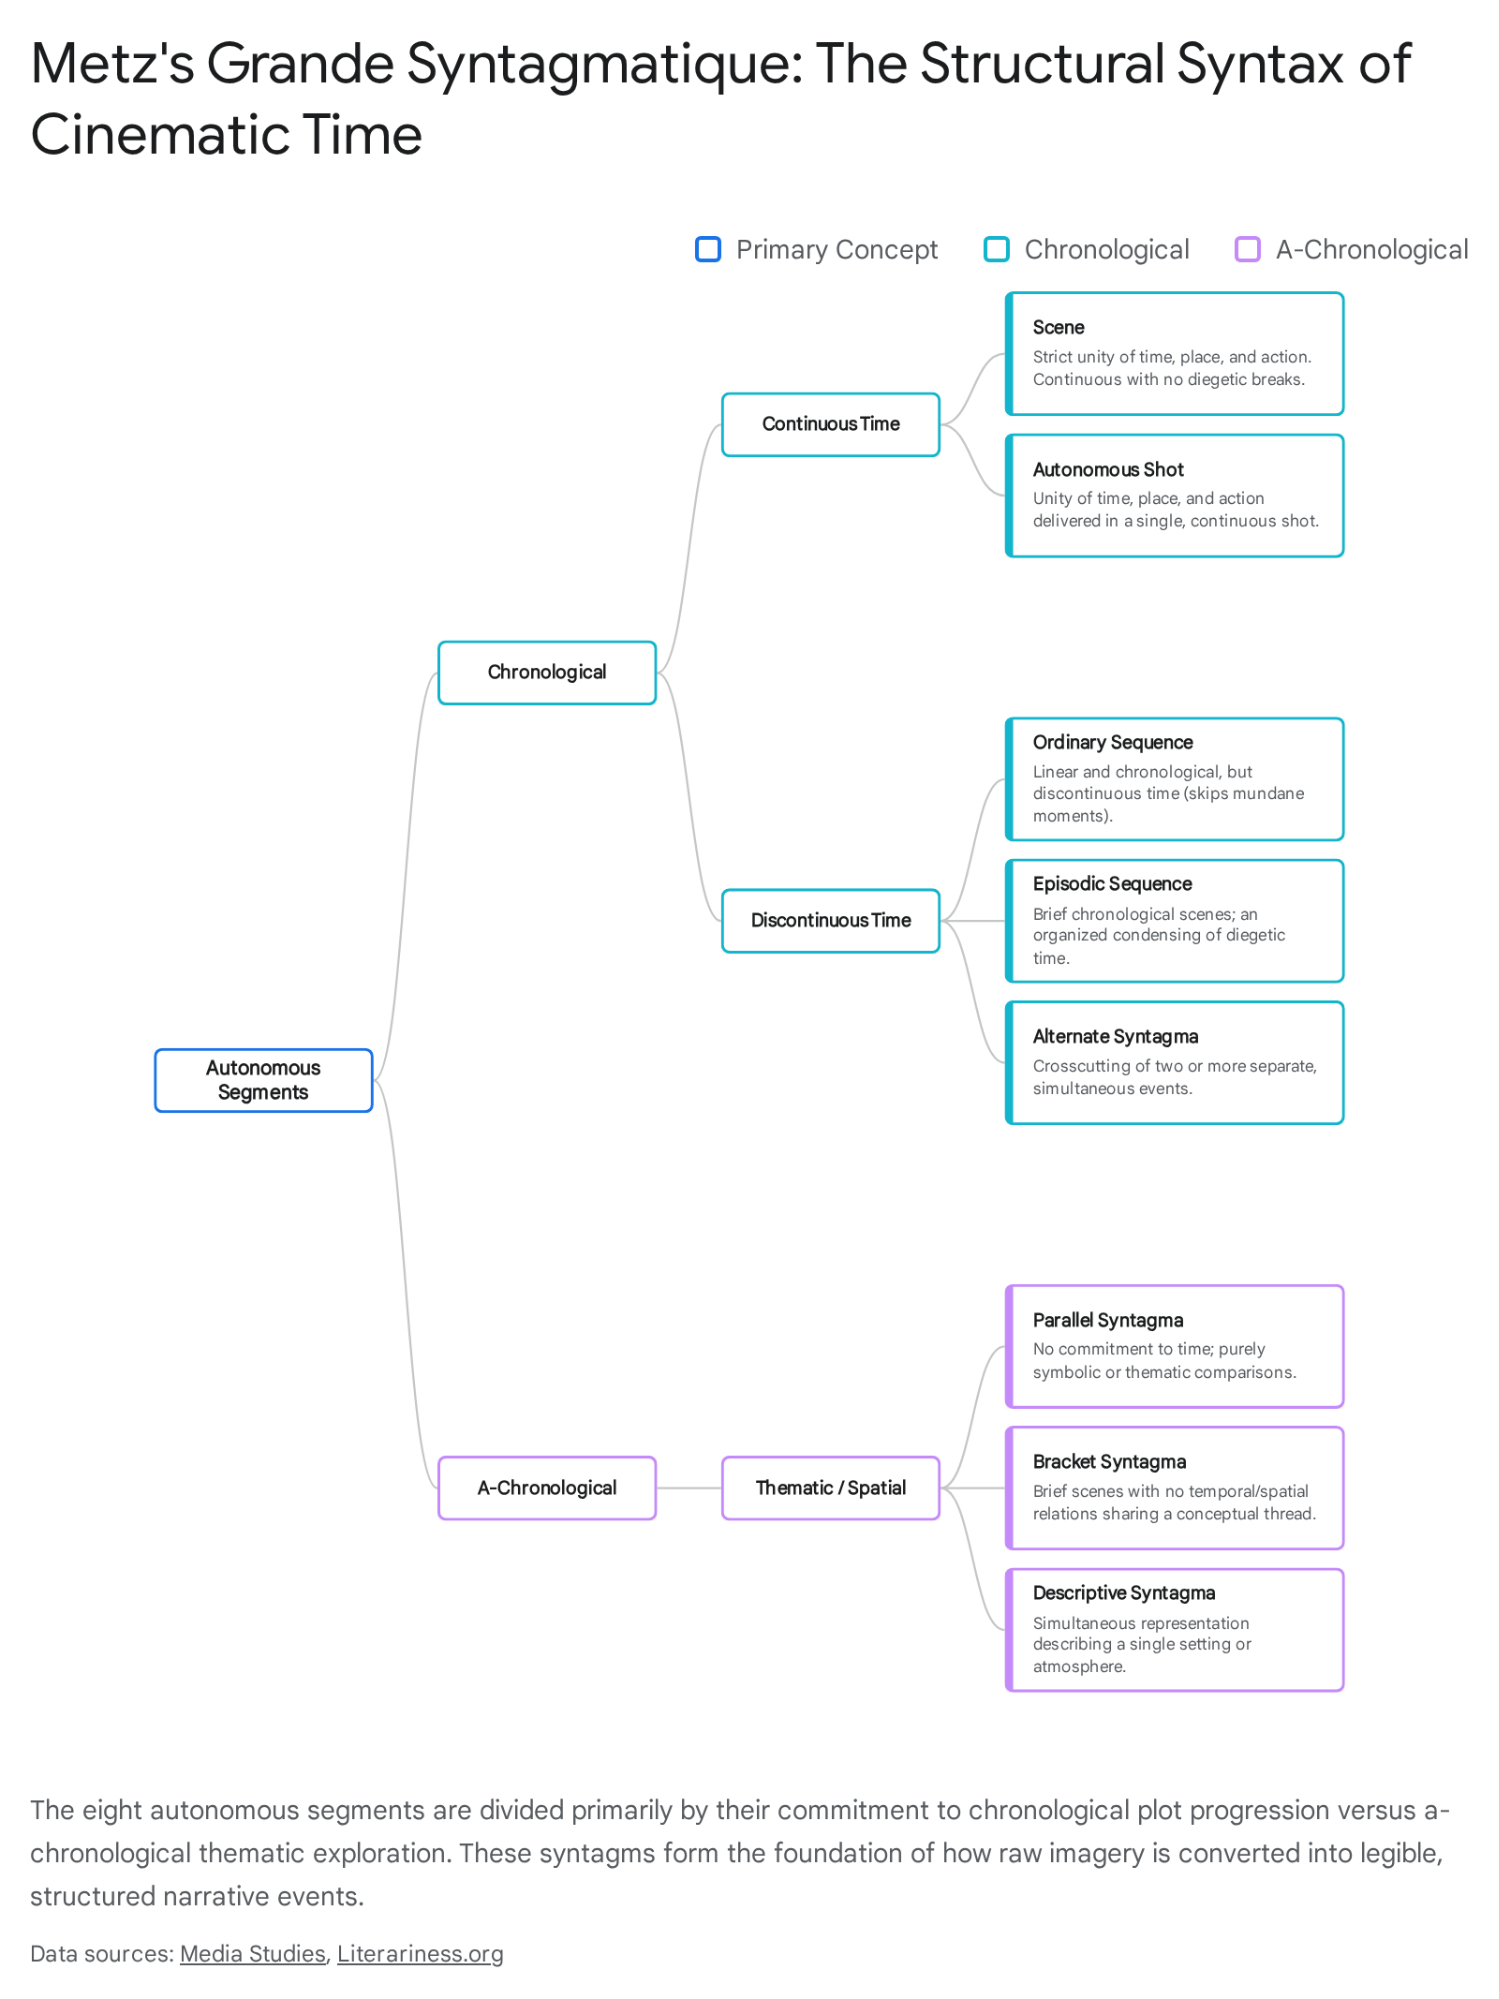 Metz's Grande Syntagmatique: The Structural Syntax of
Cinematic Time
Primary Concept
Chronological
A-Chronological
Scene
Strict unity of time, place, and action.
Continuous with no diegetic breaks.
Continuous Time
Autonomous Shot
Unity of time, place, and action
delivered in a single, continuous shot.
Chronological
Ordinary Sequence
Linear and chronological, but
discontinuous time (skips mundane
moments).
Discontinuous Time
Episodic Sequence
Brief chronological scenes; an
organized condensing of diegetic
time.
Alternate Syntagma
Crosscutting of two or more separate,
simultaneous events.
Autonomous
Segments
Parallel Syntagma
No commitment to time; purely
symbolic or thematic comparisons.
A-Chronological
Thematic / Spatial
Bracket Syntagma
Brief scenes with no temporal/spatial
relations sharing a conceptual thread.
Descriptive Syntagma
Simultaneous representation
describing a single setting or
atmosphere.
The eight autonomous segments are divided primarily by their commitment to chronological plot progression versus a-
chronological thematic exploration. These syntagms form the foundation of how raw imagery is converted into legible,
structured narrative events.
Data sources: Media Studies, Literariness.org